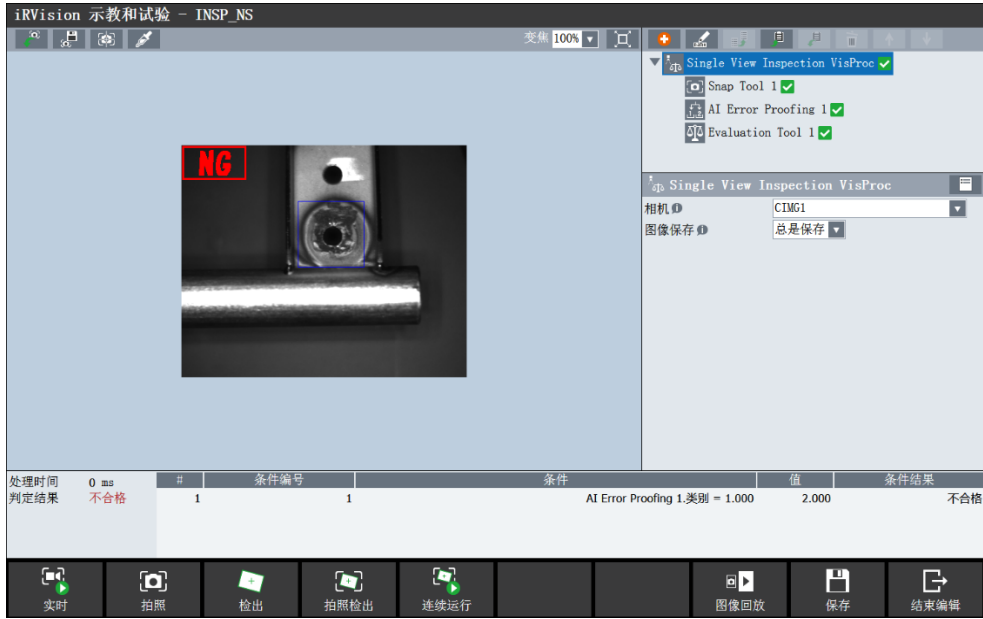 iRVision 示教和试验 - INSP_NS
变焦 100%
Single View Inspection VisProc
Snap Tool 1
AI Error Proofing 1
Evaluation Tool 1
NG
Single View Inspection VisProc
相机 CIMG1
图像保存 总是保存
处理时间 0 ms
判定结果 不合格
# 条件编号 条件 值 条件结果
1 1 AI Error Proofing 1.类别 = 1.000 2.000 不合格
实时 拍照 检出 拍照检出 连续运行 图像回放 保存 结束编辑